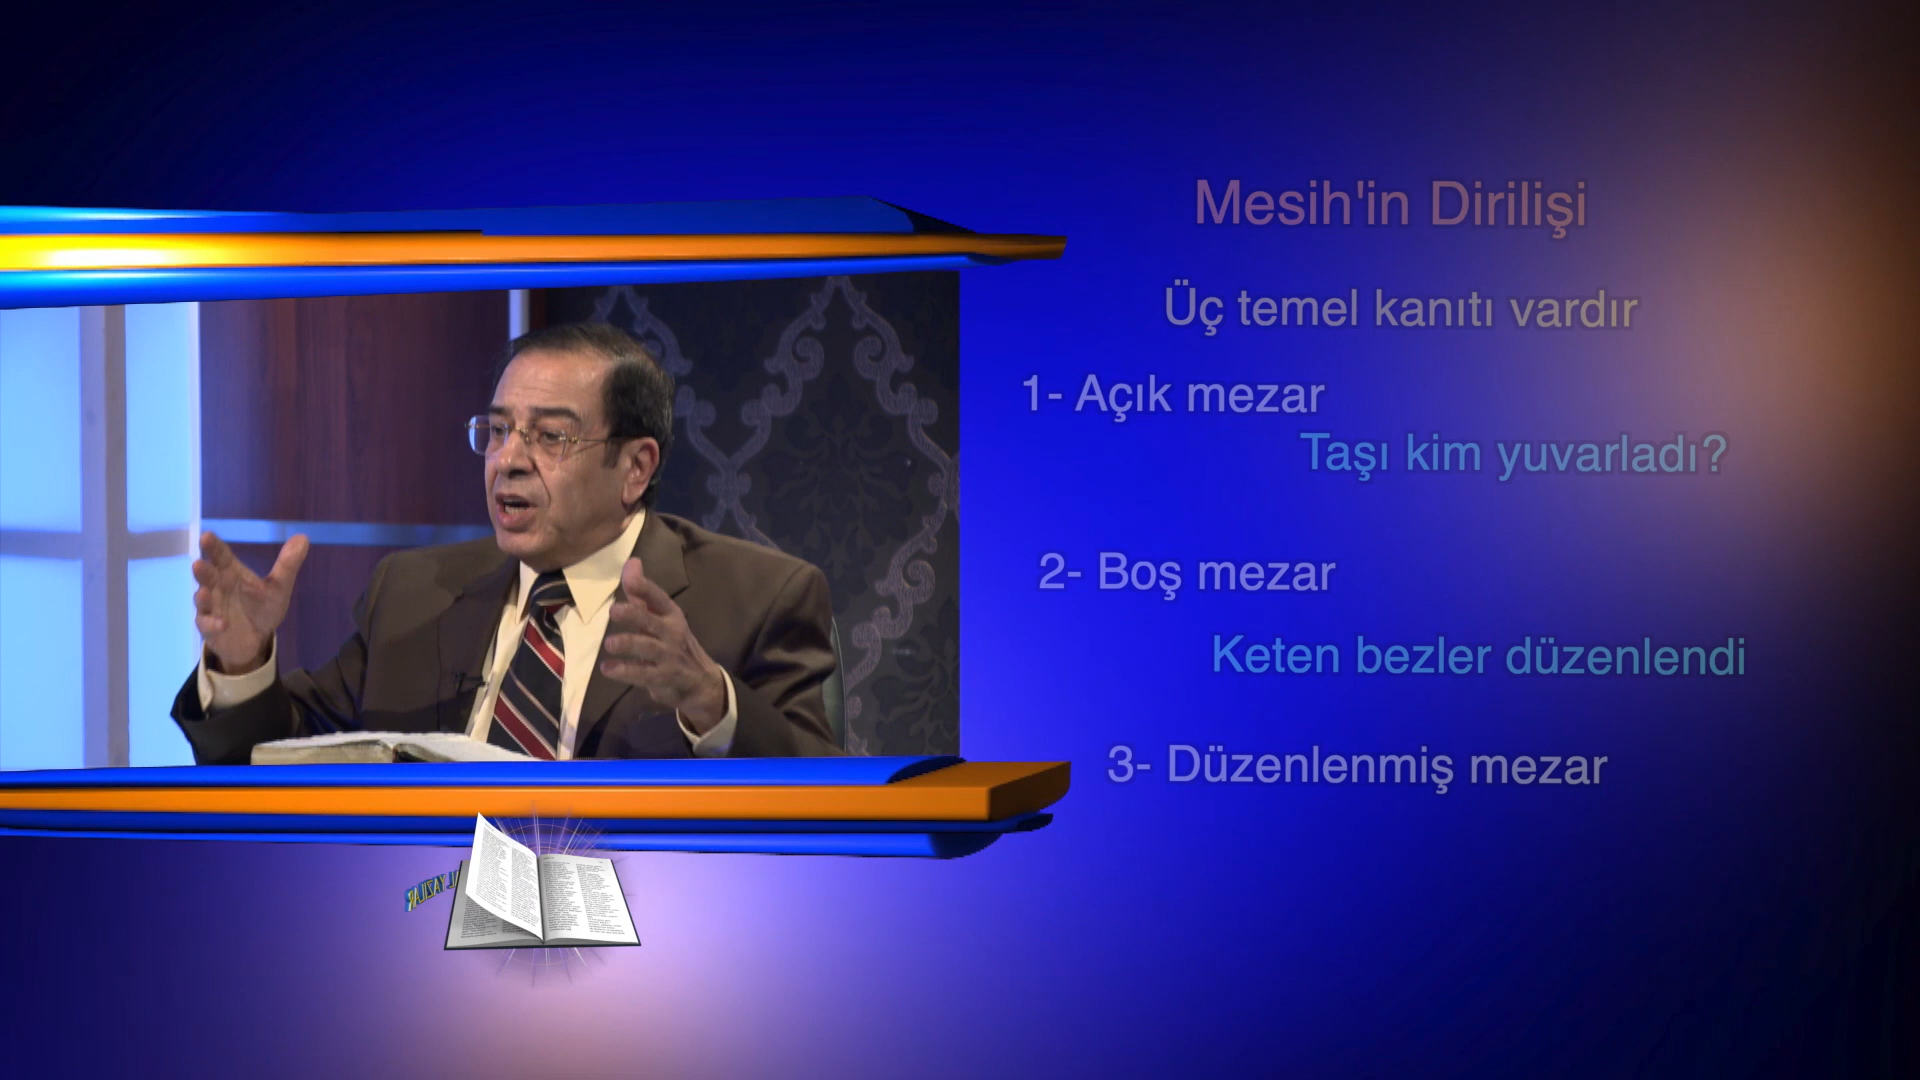 Mesih'in Dirilişi
Üç temel kanıtı vardır
1- Açık mezar
Taşı kim yuvarladı?
2- Boş mezar
Keten bezler düzenlendi
3- Düzenlenmiş mezar
YAZILAR